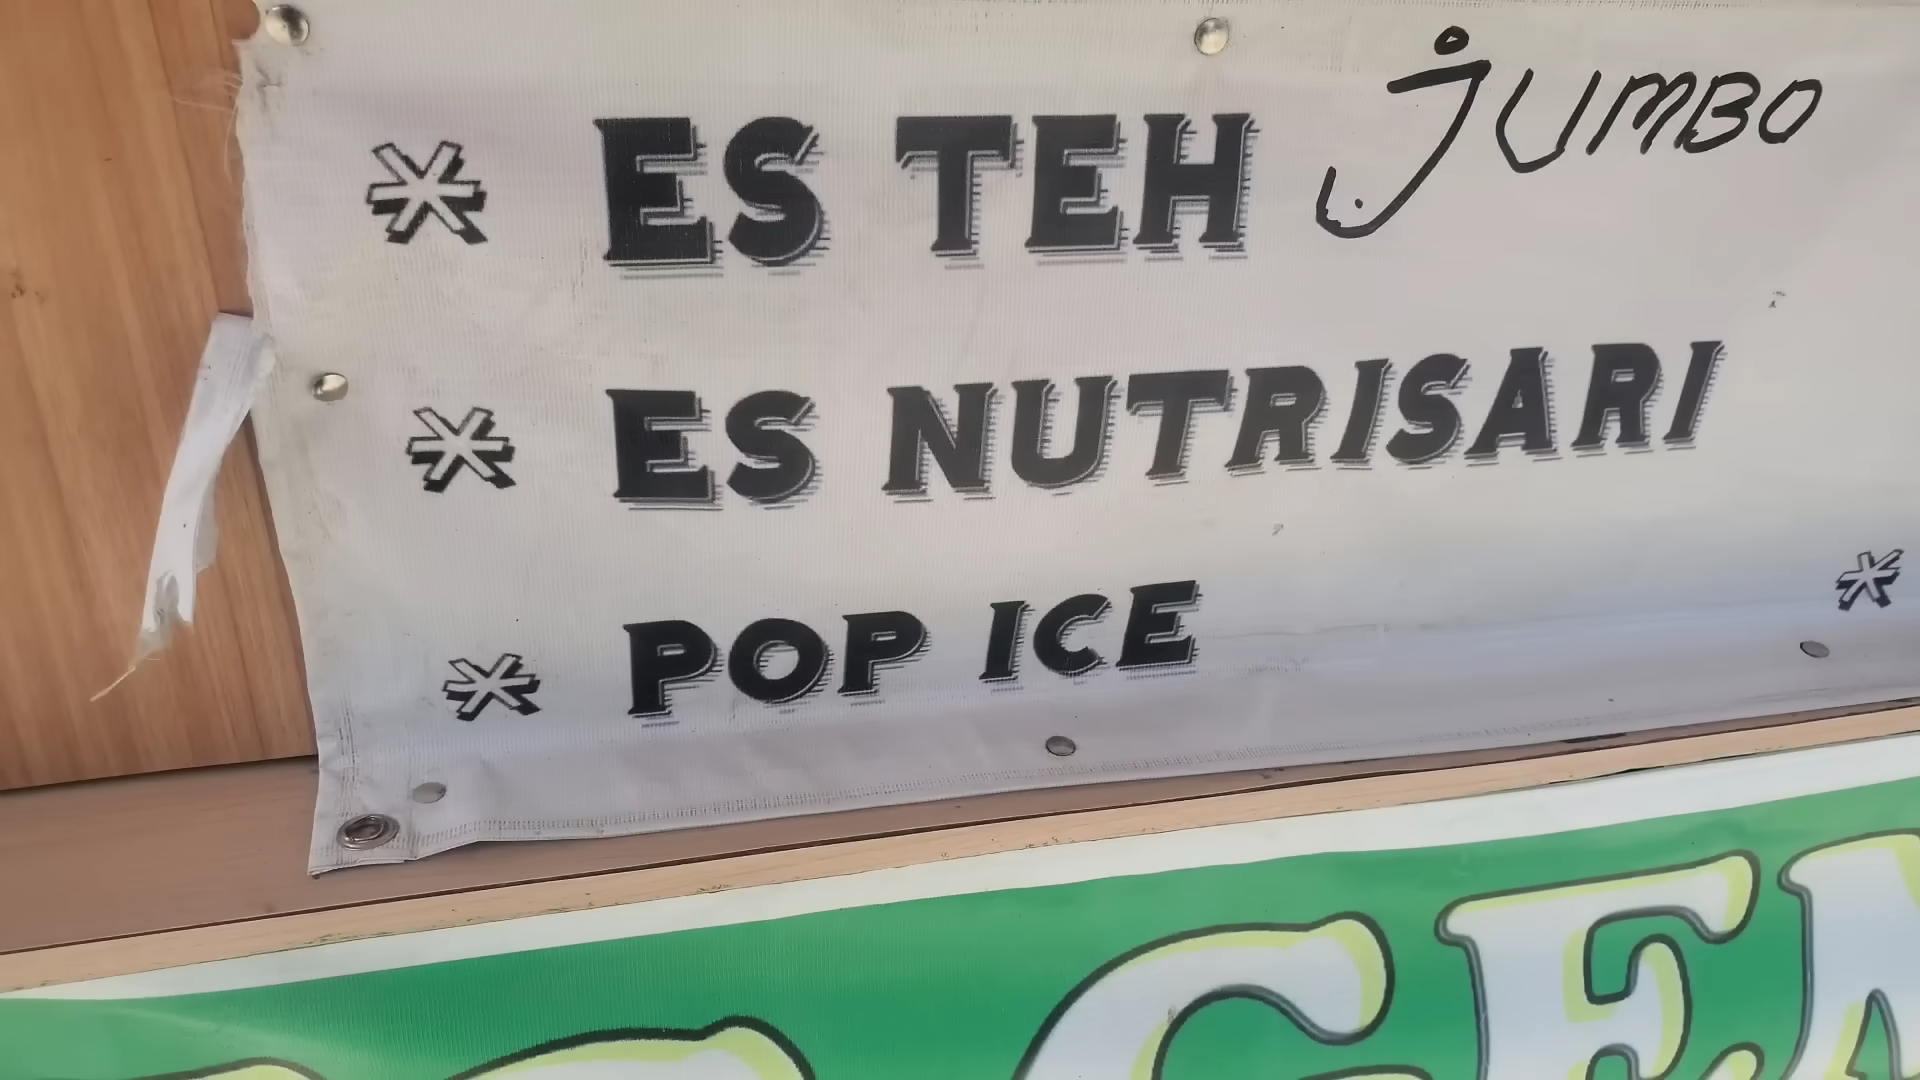 * ES TEH jUMBO
* ES NUTRISARI
* POP ICE *